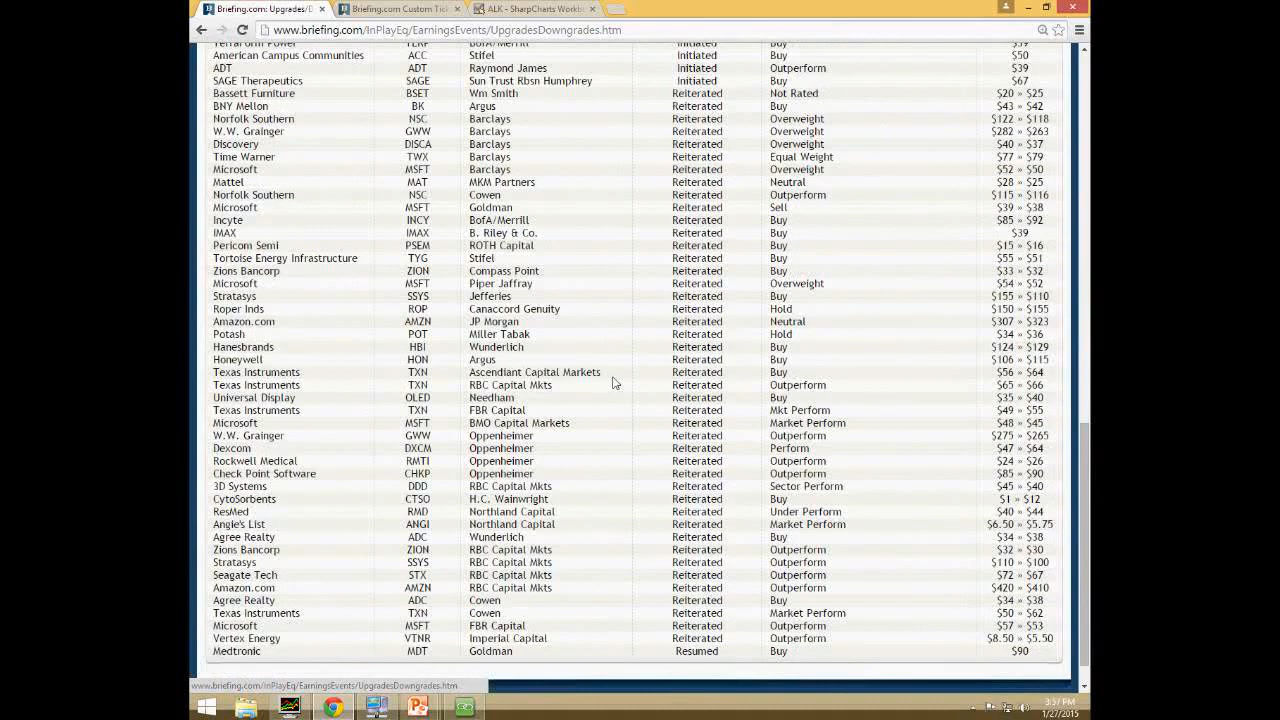 Briefing.com: Upgrades/D
Briefing.com Custom Tick
ALK - SharpCharts Workb
www.briefing.com/InPlayEq/EarningsEvents/UpgradesDowngrades.htm
TerraForm Power TERP BofA/Merrill Initiated Buy $39
American Campus Communities ACC Stifel Initiated Buy $50
ADT ADT Raymond James Initiated Outperform $39
SAGE Therapeutics SAGE Sun Trust Rbsn Humphrey Initiated Buy $67
Bassett Furniture BSET Wm Smith Reiterated Not Rated $20 » $25
BNY Mellon BK Argus Reiterated Buy $43 » $42
Norfolk Southern NSC Barclays Reiterated Overweight $122 » $118
W.W. Grainger GWW Barclays Reiterated Overweight $282 » $263
Discovery DISCA Barclays Reiterated Overweight $40 » $37
Time Warner TWX Barclays Reiterated Equal Weight $77 » $79
Microsoft MSFT Barclays Reiterated Overweight $52 » $50
Mattel MAT MKM Partners Reiterated Neutral $28 » $25
Norfolk Southern NSC Cowen Reiterated Outperform $115 » $116
Microsoft MSFT Goldman Reiterated Sell $39 » $38
Incyte INCY BofA/Merrill Reiterated Buy $85 » $92
IMAX IMAX B. Riley & Co. Reiterated Buy $39
Pericom Semi PSEM ROTH Capital Reiterated Buy $15 » $16
Tortoise Energy Infrastructure TYG Stifel Reiterated Buy $55 » $51
Zions Bancorp ZION Compass Point Reiterated Buy $33 » $32
Microsoft MSFT Piper Jaffray Reiterated Overweight $54 » $52
Stratasys SSYS Jefferies Reiterated Buy $155 » $110
Roper Inds ROP Canaccord Genuity Reiterated Hold $150 » $155
Amazon.com AMZN JP Morgan Reiterated Neutral $307 » $323
Potash POT Miller Tabak Reiterated Hold $34 » $36
Hanesbrands HBI Wunderlich Reiterated Buy $124 » $129
Honeywell HON Argus Reiterated Buy $106 » $115
Texas Instruments TXN Ascendiant Capital Markets Reiterated Buy $56 » $64
Texas Instruments TXN RBC Capital Mkts Reiterated Outperform $65 » $66
Universal Display OLED Needham Reiterated Buy $35 » $40
Texas Instruments TXN FBR Capital Reiterated Mkt Perform $49 » $55
Microsoft MSFT BMO Capital Markets Reiterated Market Perform $48 » $45
W.W. Grainger GWW Oppenheimer Reiterated Outperform $275 » $265
Dexcom DXCM Oppenheimer Reiterated Perform $47 » $64
Rockwell Medical RMTI Oppenheimer Reiterated Outperform $24 » $26
Check Point Software CHKP Oppenheimer Reiterated Outperform $85 » $90
3D Systems DDD RBC Capital Mkts Reiterated Sector Perform $45 » $40
CytoSorbents CTSO H.C. Wainwright Reiterated Buy $1 » $12
ResMed RMD Northland Capital Reiterated Under Perform $40 » $44
Angie's List ANGI Northland Capital Reiterated Market Perform $6.50 » $5.75
Agree Realty ADC Wunderlich Reiterated Buy $34 » $38
Zions Bancorp ZION RBC Capital Mkts Reiterated Outperform $32 » $30
Stratasys SSYS RBC Capital Mkts Reiterated Outperform $110 » $100
Seagate Tech STX RBC Capital Mkts Reiterated Outperform $72 » $67
Amazon.com AMZN RBC Capital Mkts Reiterated Outperform $420 » $410
Agree Realty ADC Cowen Reiterated Buy $34 » $38
Texas Instruments TXN Cowen Reiterated Market Perform $50 » $62
Microsoft MSFT FBR Capital Reiterated Outperform $57 » $53
Vertex Energy VTNR Imperial Capital Reiterated Outperform $8.50 » $5.50
Medtronic MDT Goldman Resumed Buy $90
www.briefing.com/InPlayEq/EarningsEvents/UpgradesDowngrades.htm
3:37 PM
1/27/2015